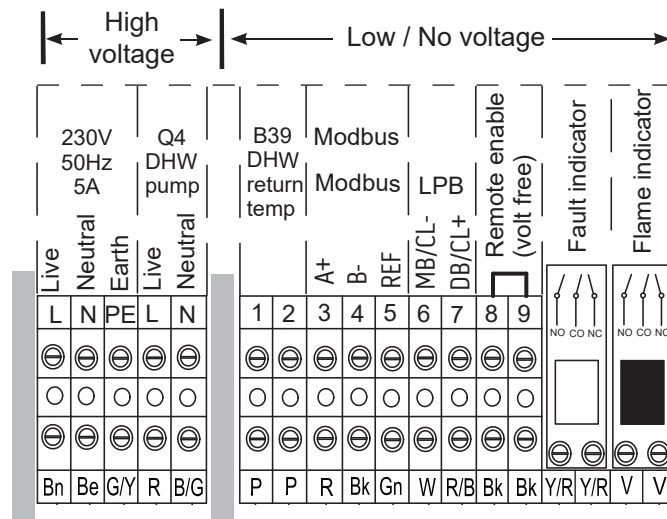 High
voltage
Low / No voltage
230V
50Hz
5A
Q4
DHW
pump
B39
DHW
return
temp
Modbus
Modbus
LPB
Remote enable
(volt free)
Fault indicator
Flame indicator
Live
Neutral
Earth
Live
Neutral
A+
B-
REF
MB/CL-
DB/CL+
L N PE L N 1 2 3 4 5 6 7 8 9
NO CO NC NO CO NC
Bn Be G/Y R B/G P P R Bk Gn W R/B Bk Bk Y/R Y/R V V